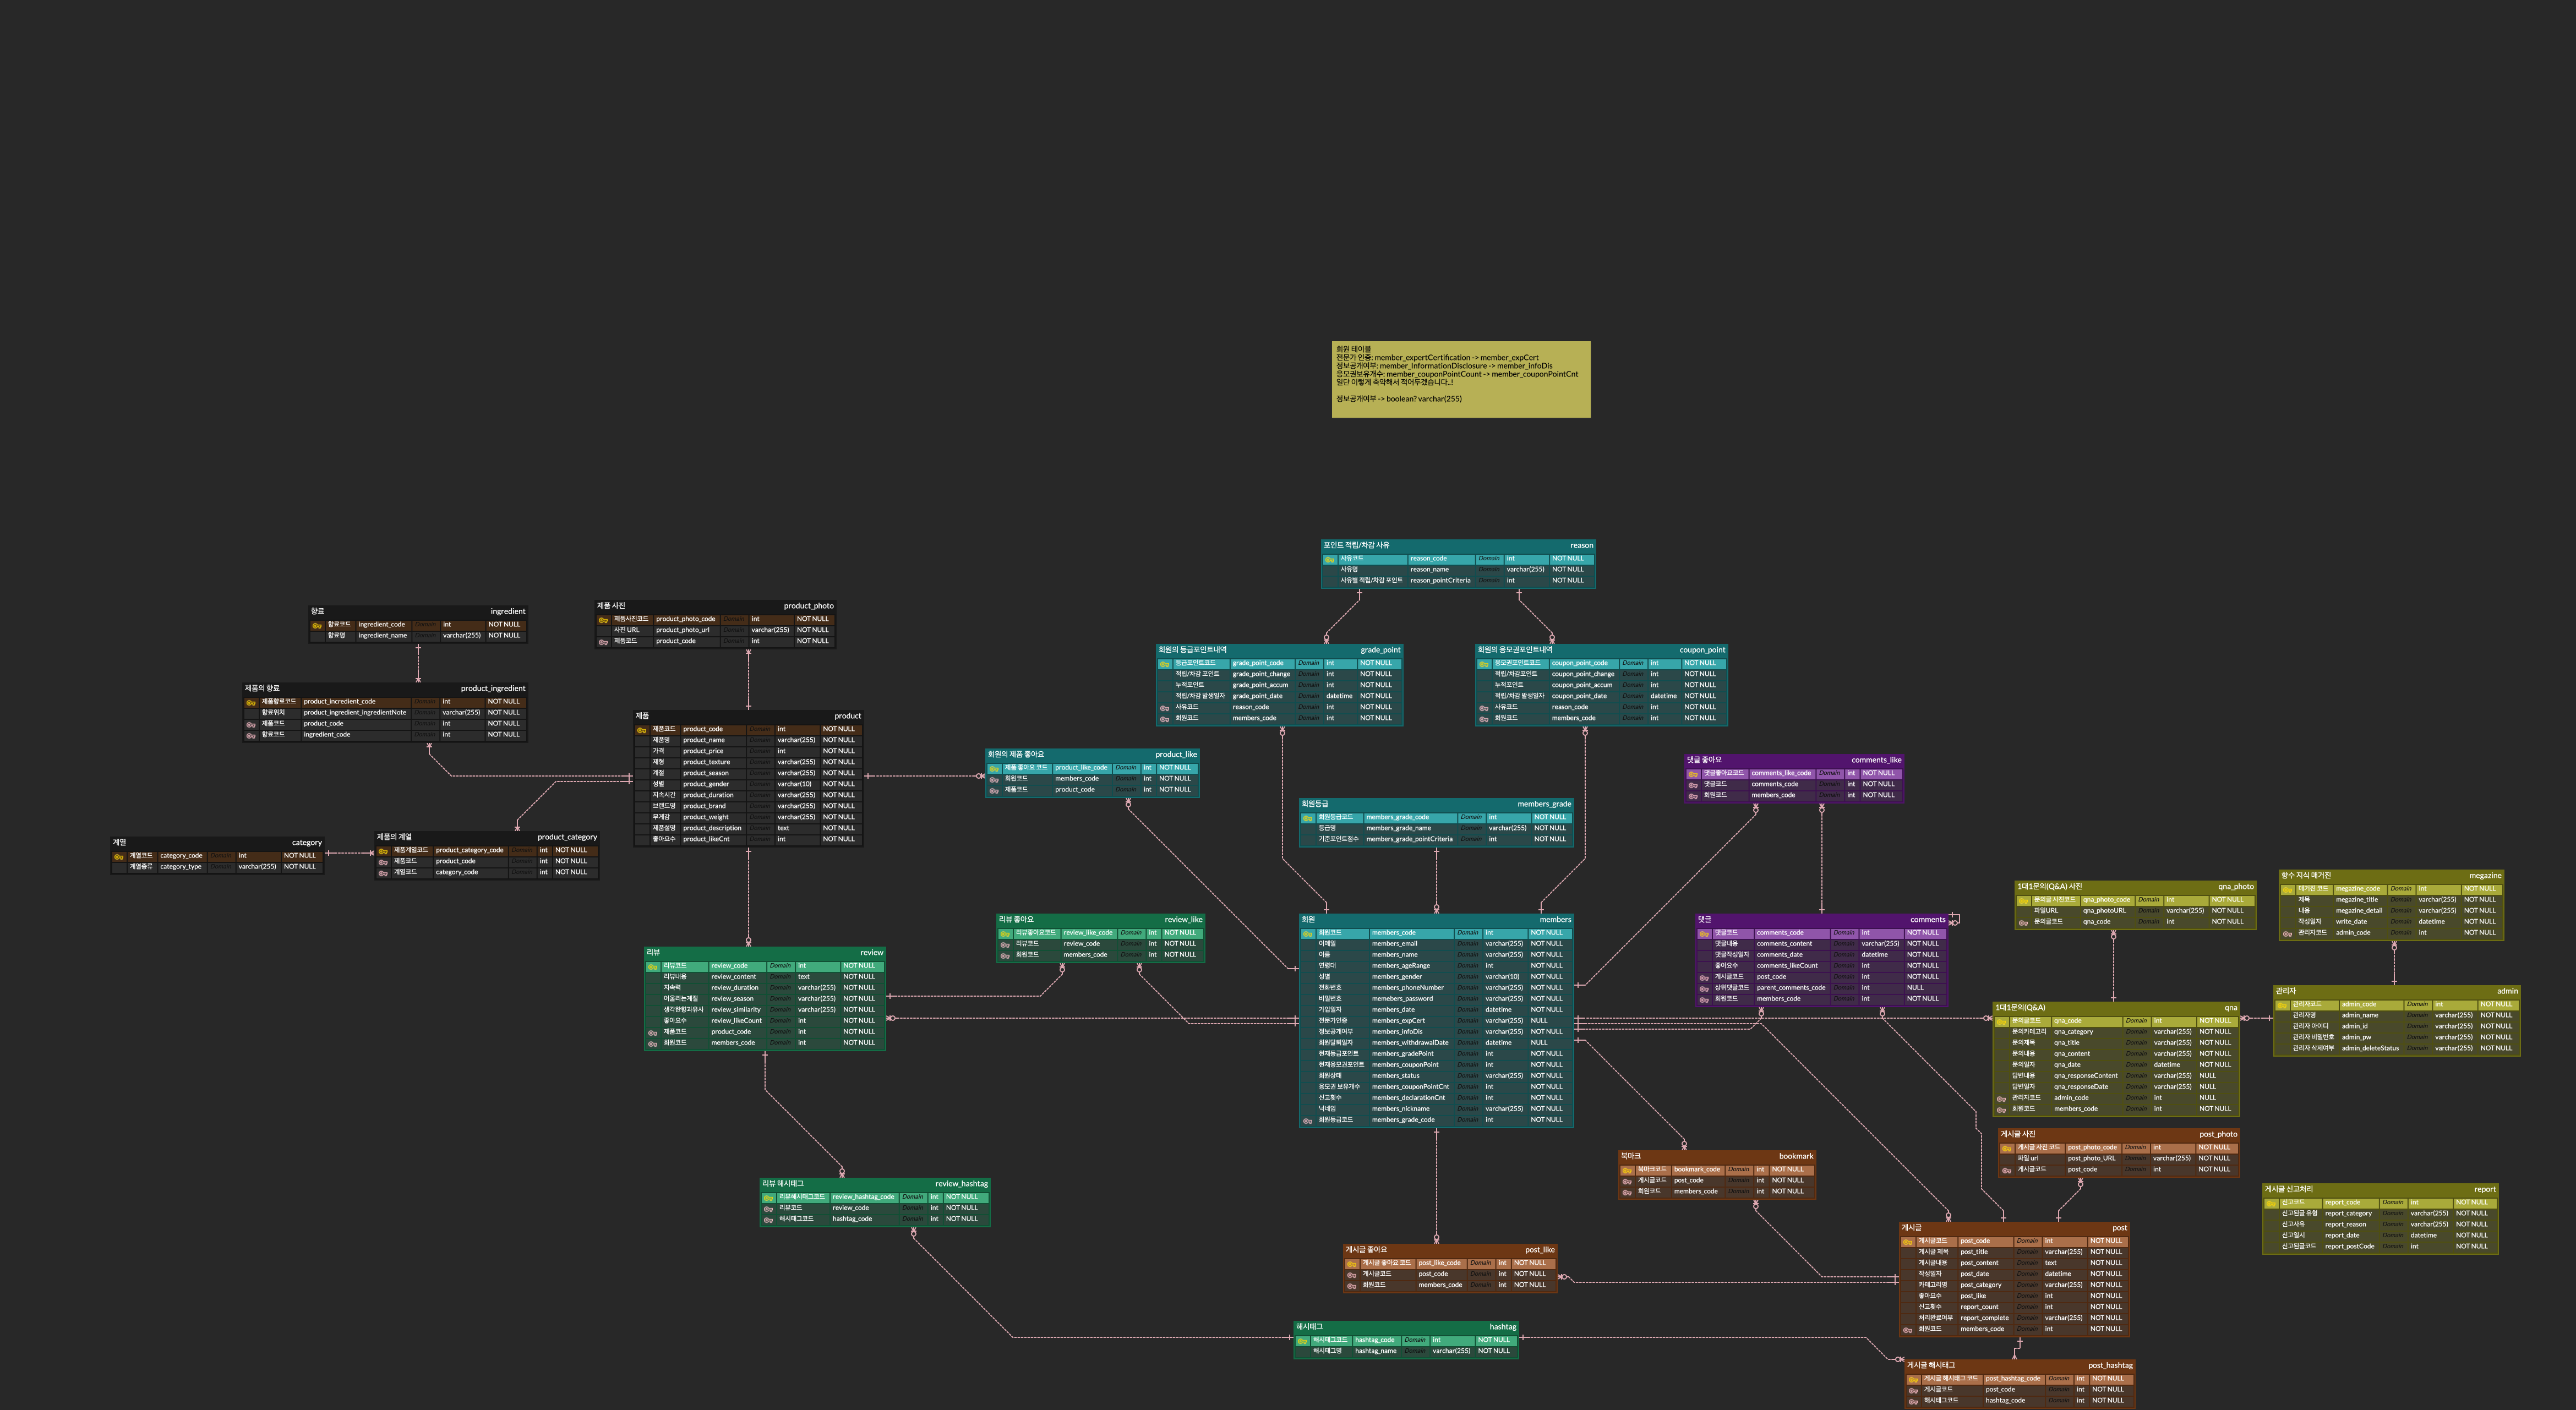 회원 테이블
전문가 인증: member_expertCertification -> member_expCert
정보공개여부: member_InformationDisclosure -> member_infoDis
응모권보유개수: member_couponPointCount -> member_couponPointCnt
일단 이렇게 축약해서 적어두겠습니다..!
정보공개여부 -> boolean? varchar(255)
포인트 적립/차감 사유 reason
사유코드 reason_code Domain int NOT NULL
사유명 reason_name Domain varchar(255) NOT NULL
사유별 적립/차감 포인트 reason_pointCriteria Domain int NOT NULL
향료 ingredient
향료코드 ingredient_code Domain int NOT NULL
향료명 ingredient_name Domain varchar(255) NOT NULL
제품 사진 product_photo
제품사진코드 product_photo_code Domain int NOT NULL
사진 URL product_photo_url Domain varchar(255) NOT NULL
제품코드 product_code Domain int NOT NULL
회원의 등급포인트내역 grade_point
등급포인트코드 grade_point_code Domain int NOT NULL
적립/차감 포인트 grade_point_change Domain int NOT NULL
누적포인트 grade_point_accum Domain int NOT NULL
적립/차감 발생일자 grade_point_date Domain datetime NOT NULL
사유코드 reason_code Domain int NOT NULL
회원코드 members_code Domain int NOT NULL
회원의 응모권포인트내역 coupon_point
응모권포인트코드 coupon_point_code Domain int NOT NULL
적립/차감포인트 coupon_point_change Domain int NOT NULL
누적포인트 coupon_point_accum Domain int NOT NULL
적립/차감 발생일자 coupon_point_date Domain datetime NOT NULL
사유코드 reason_code Domain int NOT NULL
회원코드 members_code Domain int NOT NULL
제품의 향료 product_ingredient
제품향료코드 product_incredient_code Domain int NOT NULL
향료위치 product_ingredient_ingredientNote Domain varchar(255) NOT NULL
제품코드 product_code Domain int NOT NULL
향료코드 ingredient_code Domain int NOT NULL
제품 product
제품코드 product_code Domain int NOT NULL
제품명 product_name Domain varchar(255) NOT NULL
가격 product_price Domain int NOT NULL
제형 product_texture Domain varchar(255) NOT NULL
계절 product_season Domain varchar(255) NOT NULL
성별 product_gender Domain varchar(10) NOT NULL
지속시간 product_duration Domain varchar(255) NOT NULL
브랜드명 product_brand Domain varchar(255) NOT NULL
무게감 product_weight Domain varchar(255) NOT NULL
제품설명 product_description Domain text NOT NULL
좋아요수 product_likeCnt Domain int NOT NULL
회원의 제품 좋아요 product_like
제품 좋아요 코드 product_like_code Domain int NOT NULL
회원코드 members_code Domain int NOT NULL
제품코드 product_code Domain int NOT NULL
댓글 좋아요 comments_like
댓글좋아요코드 comments_like_code Domain int NOT NULL
댓글코드 comments_code Domain int NOT NULL
회원코드 members_code Domain int NOT NULL
회원등급 members_grade
회원등급코드 members_grade_code Domain int NOT NULL
등급명 members_grade_name Domain varchar(255) NOT NULL
기준포인트점수 members_grade_pointCriteria Domain int NOT NULL
계열 category
계열코드 category_code Domain int NOT NULL
계열종류 category_type Domain varchar(255) NOT NULL
제품의 계열 product_category
제품계열코드 product_category_code Domain int NOT NULL
제품코드 product_code Domain int NOT NULL
계열코드 category_code Domain int NOT NULL
1대1문의(Q&A) 사진 qna_photo
문의글 사진코드 qna_photo_code Domain int NOT NULL
파일URL qna_photoURL Domain varchar(255) NOT NULL
문의글코드 qna_code Domain int NOT NULL
향수 지식 매거진 megazine
매거진 코드 megazine_code Domain int NOT NULL
제목 megazine_title Domain varchar(255) NOT NULL
내용 megazine_detail Domain varchar(255) NOT NULL
작성일자 write_date Domain datetime NOT NULL
관리자코드 admin_code Domain int NOT NULL
리뷰 좋아요 review_like
리뷰좋아요코드 review_like_code Domain int NOT NULL
리뷰코드 review_code Domain int NOT NULL
회원코드 members_code Domain int NOT NULL
회원 members
회원코드 members_code Domain int NOT NULL
이메일 members_email Domain varchar(255) NOT NULL
이름 members_name Domain varchar(255) NOT NULL
연령대 members_ageRange Domain int NOT NULL
성별 members_gender Domain varchar(10) NOT NULL
전화번호 members_phoneNumber Domain varchar(255) NOT NULL
비밀번호 memebers_password Domain varchar(255) NOT NULL
가입일자 members_date Domain datetime NOT NULL
전문가인증 members_expCert Domain varchar(255) NULL
정보공개여부 members_infoDis Domain varchar(255) NOT NULL
회원탈퇴일자 members_withdrawalDate Domain datetime NULL
현재등급포인트 members_gradePoint Domain int NOT NULL
현재응모권포인트 members_couponPoint Domain int NOT NULL
회원상태 members_status Domain varchar(255) NOT NULL
응모권 보유개수 members_couponPointCnt Domain int NOT NULL
신고횟수 members_declarationCnt Domain int NOT NULL
닉네임 members_nickname Domain varchar(255) NOT NULL
회원등급코드 members_grade_code Domain int NOT NULL
댓글 comments
댓글코드 comments_code Domain int NOT NULL
댓글내용 comments_content Domain varchar(255) NOT NULL
댓글작성일자 comments_date Domain datetime NOT NULL
좋아요수 comments_likeCount Domain int NOT NULL
게시글코드 post_code Domain int NOT NULL
상위댓글코드 parent_comments_code Domain int NULL
회원코드 members_code Domain int NOT NULL
리뷰 review
리뷰코드 review_code Domain int NOT NULL
리뷰내용 review_content Domain text NOT NULL
지속력 review_duration Domain varchar(255) NOT NULL
어울리는계절 review_season Domain varchar(255) NOT NULL
생각한향과유사 review_similarity Domain varchar(255) NOT NULL
좋아요수 review_likeCount Domain int NOT NULL
제품코드 product_code Domain int NOT NULL
회원코드 members_code Domain int NOT NULL
관리자 admin
관리자코드 admin_code Domain int NOT NULL
관리자명 admin_name Domain varchar(255) NOT NULL
관리자 아이디 admin_id Domain varchar(255) NOT NULL
관리자 비밀번호 admin_pw Domain varchar(255) NOT NULL
관리자 삭제여부 admin_deleteStatus Domain varchar(255) NOT NULL
1대1문의(Q&A) qna
문의글코드 qna_code Domain int NOT NULL
문의카테고리 qna_category Domain varchar(255) NOT NULL
문의제목 qna_title Domain varchar(255) NOT NULL
문의내용 qna_content Domain varchar(255) NOT NULL
문의일자 qna_date Domain datetime NOT NULL
답변내용 qna_responseContent Domain varchar(255) NULL
답변일자 qna_responseDate Domain varchar(255) NULL
관리자코드 admin_code Domain int NULL
회원코드 members_code Domain int NOT NULL
게시글 사진 post_photo
게시글 사진 코드 post_photo_code Domain int NOT NULL
파일 url post_photo_URL Domain varchar(255) NOT NULL
게시글코드 post_code Domain int NOT NULL
북마크 bookmark
북마크코드 bookmark_code Domain int NOT NULL
게시글코드 post_code Domain int NOT NULL
회원코드 members_code Domain int NOT NULL
리뷰 해시태그 review_hashtag
리뷰해시태그코드 review_hashtag_code Domain int NOT NULL
리뷰코드 review_code Domain int NOT NULL
해시태그코드 hashtag_code Domain int NOT NULL
게시글 신고처리 report
신고코드 report_code Domain int NOT NULL
신고된글 유형 report_category Domain varchar(255) NOT NULL
신고사유 report_reason Domain varchar(255) NOT NULL
신고일시 report_date Domain datetime NOT NULL
신고된글코드 report_postCode Domain int NOT NULL
게시글 post
게시글코드 post_code Domain int NOT NULL
게시글 제목 post_title Domain varchar(255) NOT NULL
게시글내용 post_content Domain text NOT NULL
작성일자 post_date Domain datetime NOT NULL
카테고리명 post_category Domain varchar(255) NOT NULL
좋아요수 post_like Domain int NOT NULL
신고횟수 report_count Domain int NOT NULL
처리완료여부 report_complete Domain varchar(255) NOT NULL
회원코드 members_code Domain int NOT NULL
게시글 좋아요 post_like
게시글 좋아요 코드 post_like_code Domain int NOT NULL
게시글코드 post_code Domain int NOT NULL
회원코드 members_code Domain int NOT NULL
해시태그 hashtag
해시태그코드 hashtag_code Domain int NOT NULL
해시태그명 hashtag_name Domain varchar(255) NOT NULL
게시글 해시태그 post_hashtag
게시글 해시태그 코드 post_hashtag_code Domain int NOT NULL
게시글코드 post_code Domain int NOT NULL
해시태그코드 hashtag_code Domain int NOT NULL